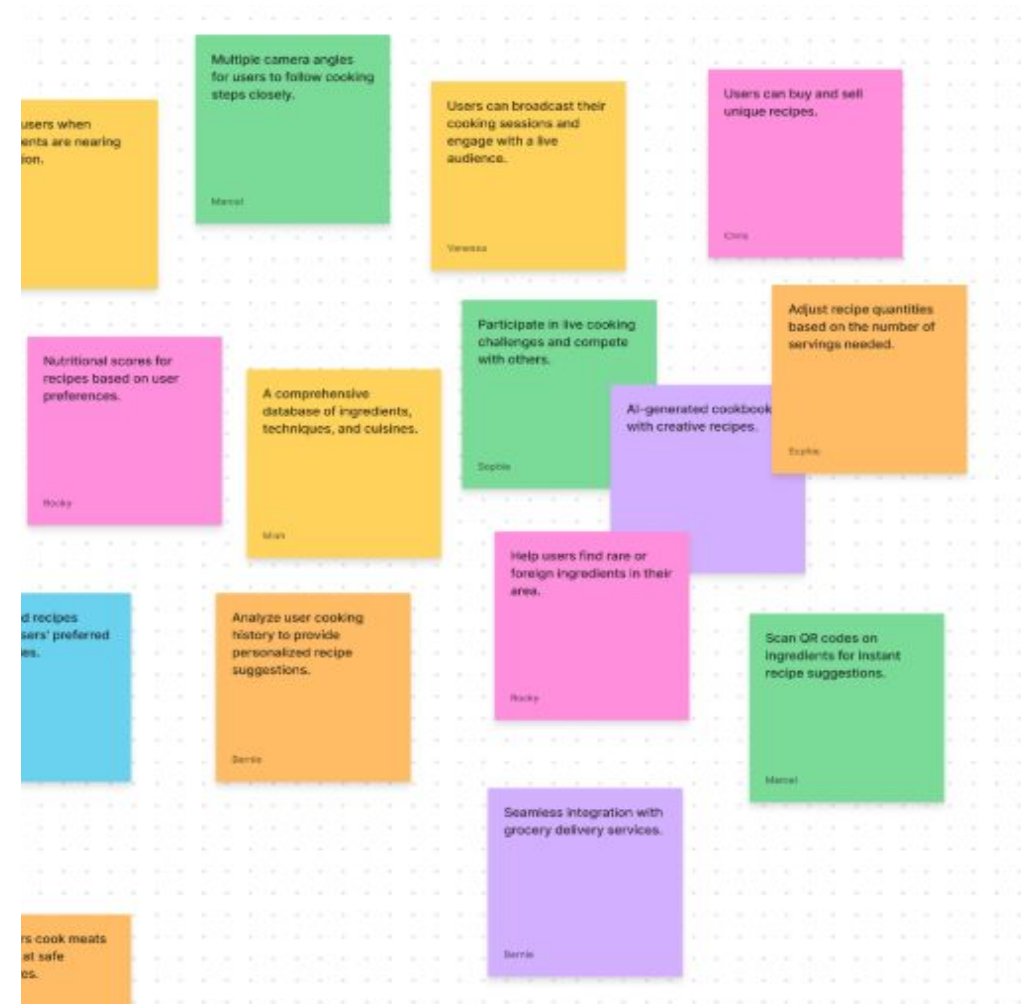 Multiple camera angles
for users to follow cooking
steps closely.
Marcel
users when
ents are nearing
ion.
Users can broadcast their
cooking sessions and
engage with a live
audience.
Vanessa
Users can buy and sell
unique recipes.
Chris
Nutritional scores for
recipes based on user
preferences.
Rocky
A comprehensive
database of ingredients,
techniques, and cuisines.
Participate in live cooking
challenges and compete
with others.
Sophie
AI-generated cookbook
with creative recipes.
Adjust recipe quantities
based on the number of
servings needed.
Sophie
Help users find rare or
foreign ingredients in their
area.
Rocky
d recipes
sers' preferred
es.
Analyze user cooking
history to provide
personalized recipe
suggestions.
Bernie
Scan QR codes on
ingredients for instant
recipe suggestions.
Marcel
Seamless integration with
grocery delivery services.
Bernie
rs cook meats
at safe
es.